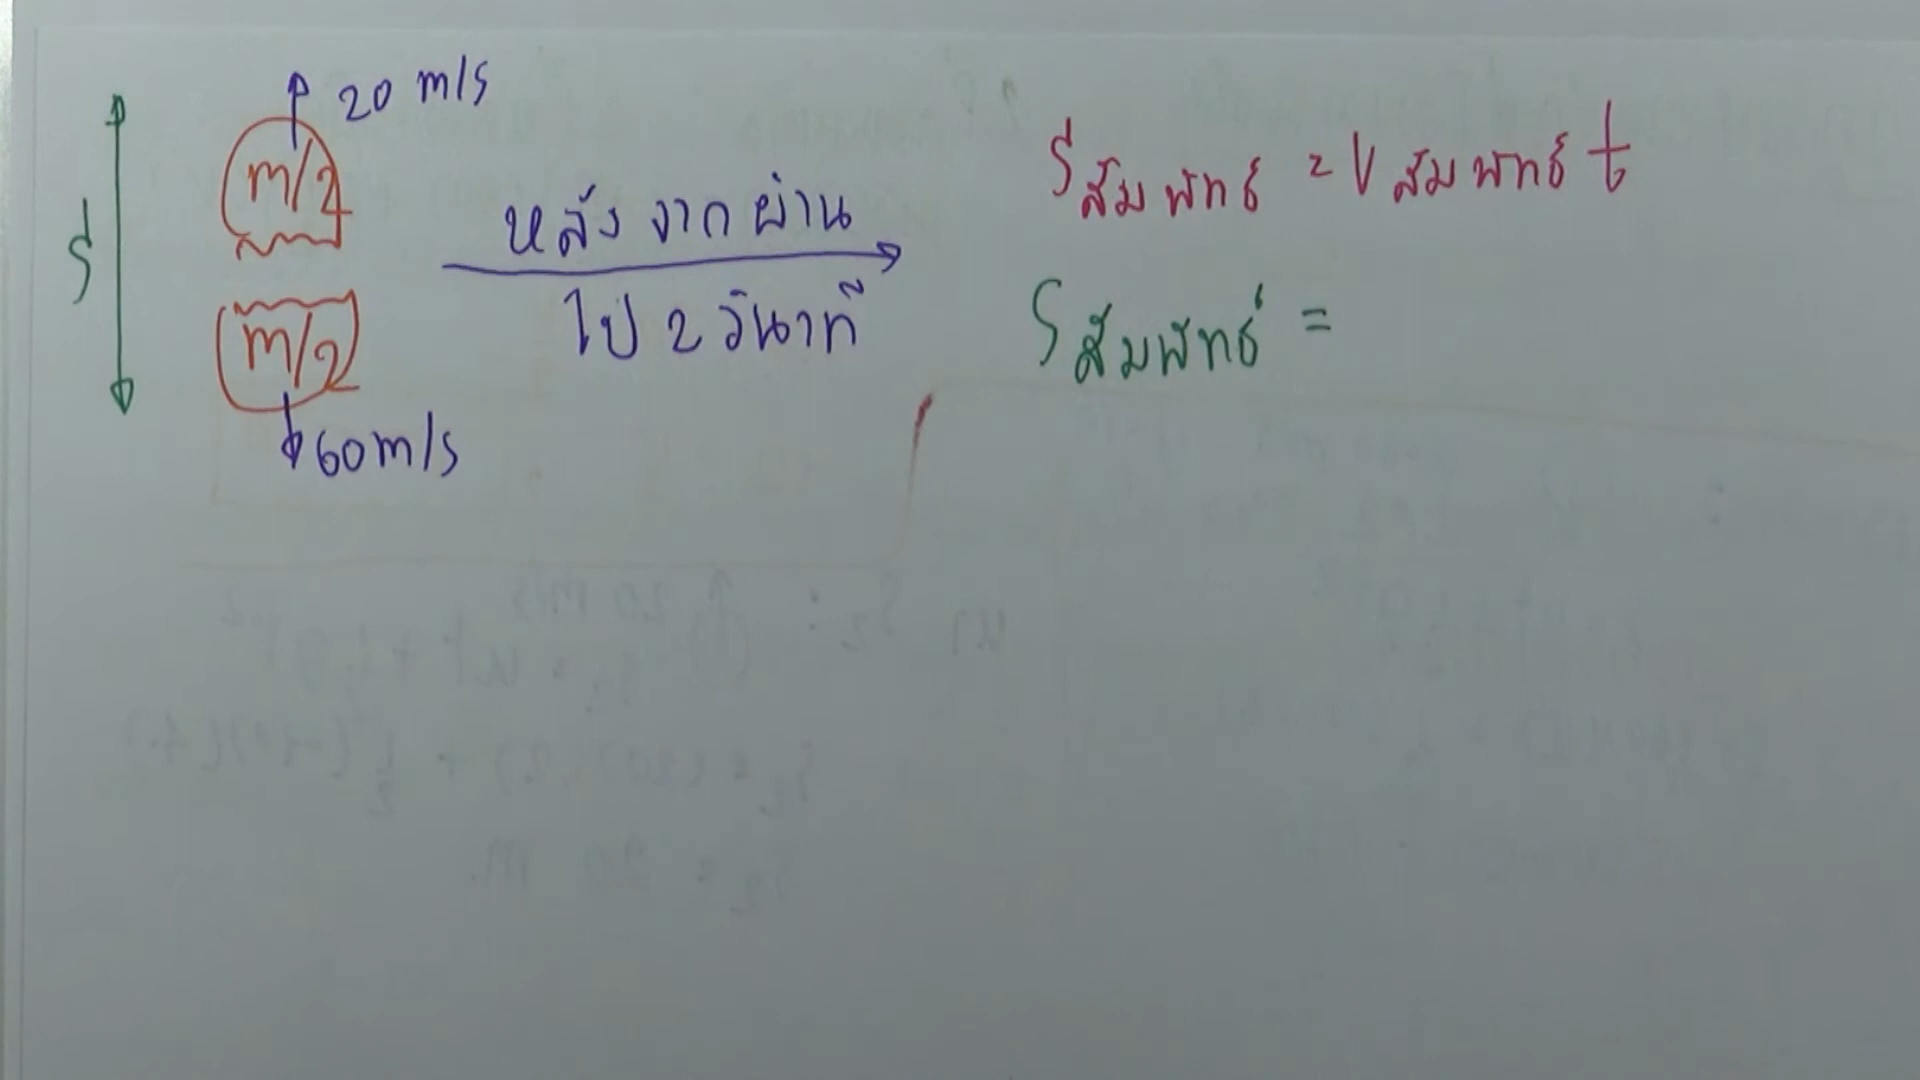 20 m/s
m/2
S
หลังจากผ่าน
ไป 2 วินาที
m/2
60 m/s
Sสัมพัทธ์ = Vสัมพัทธ์ t
Sสัมพัทธ์ =